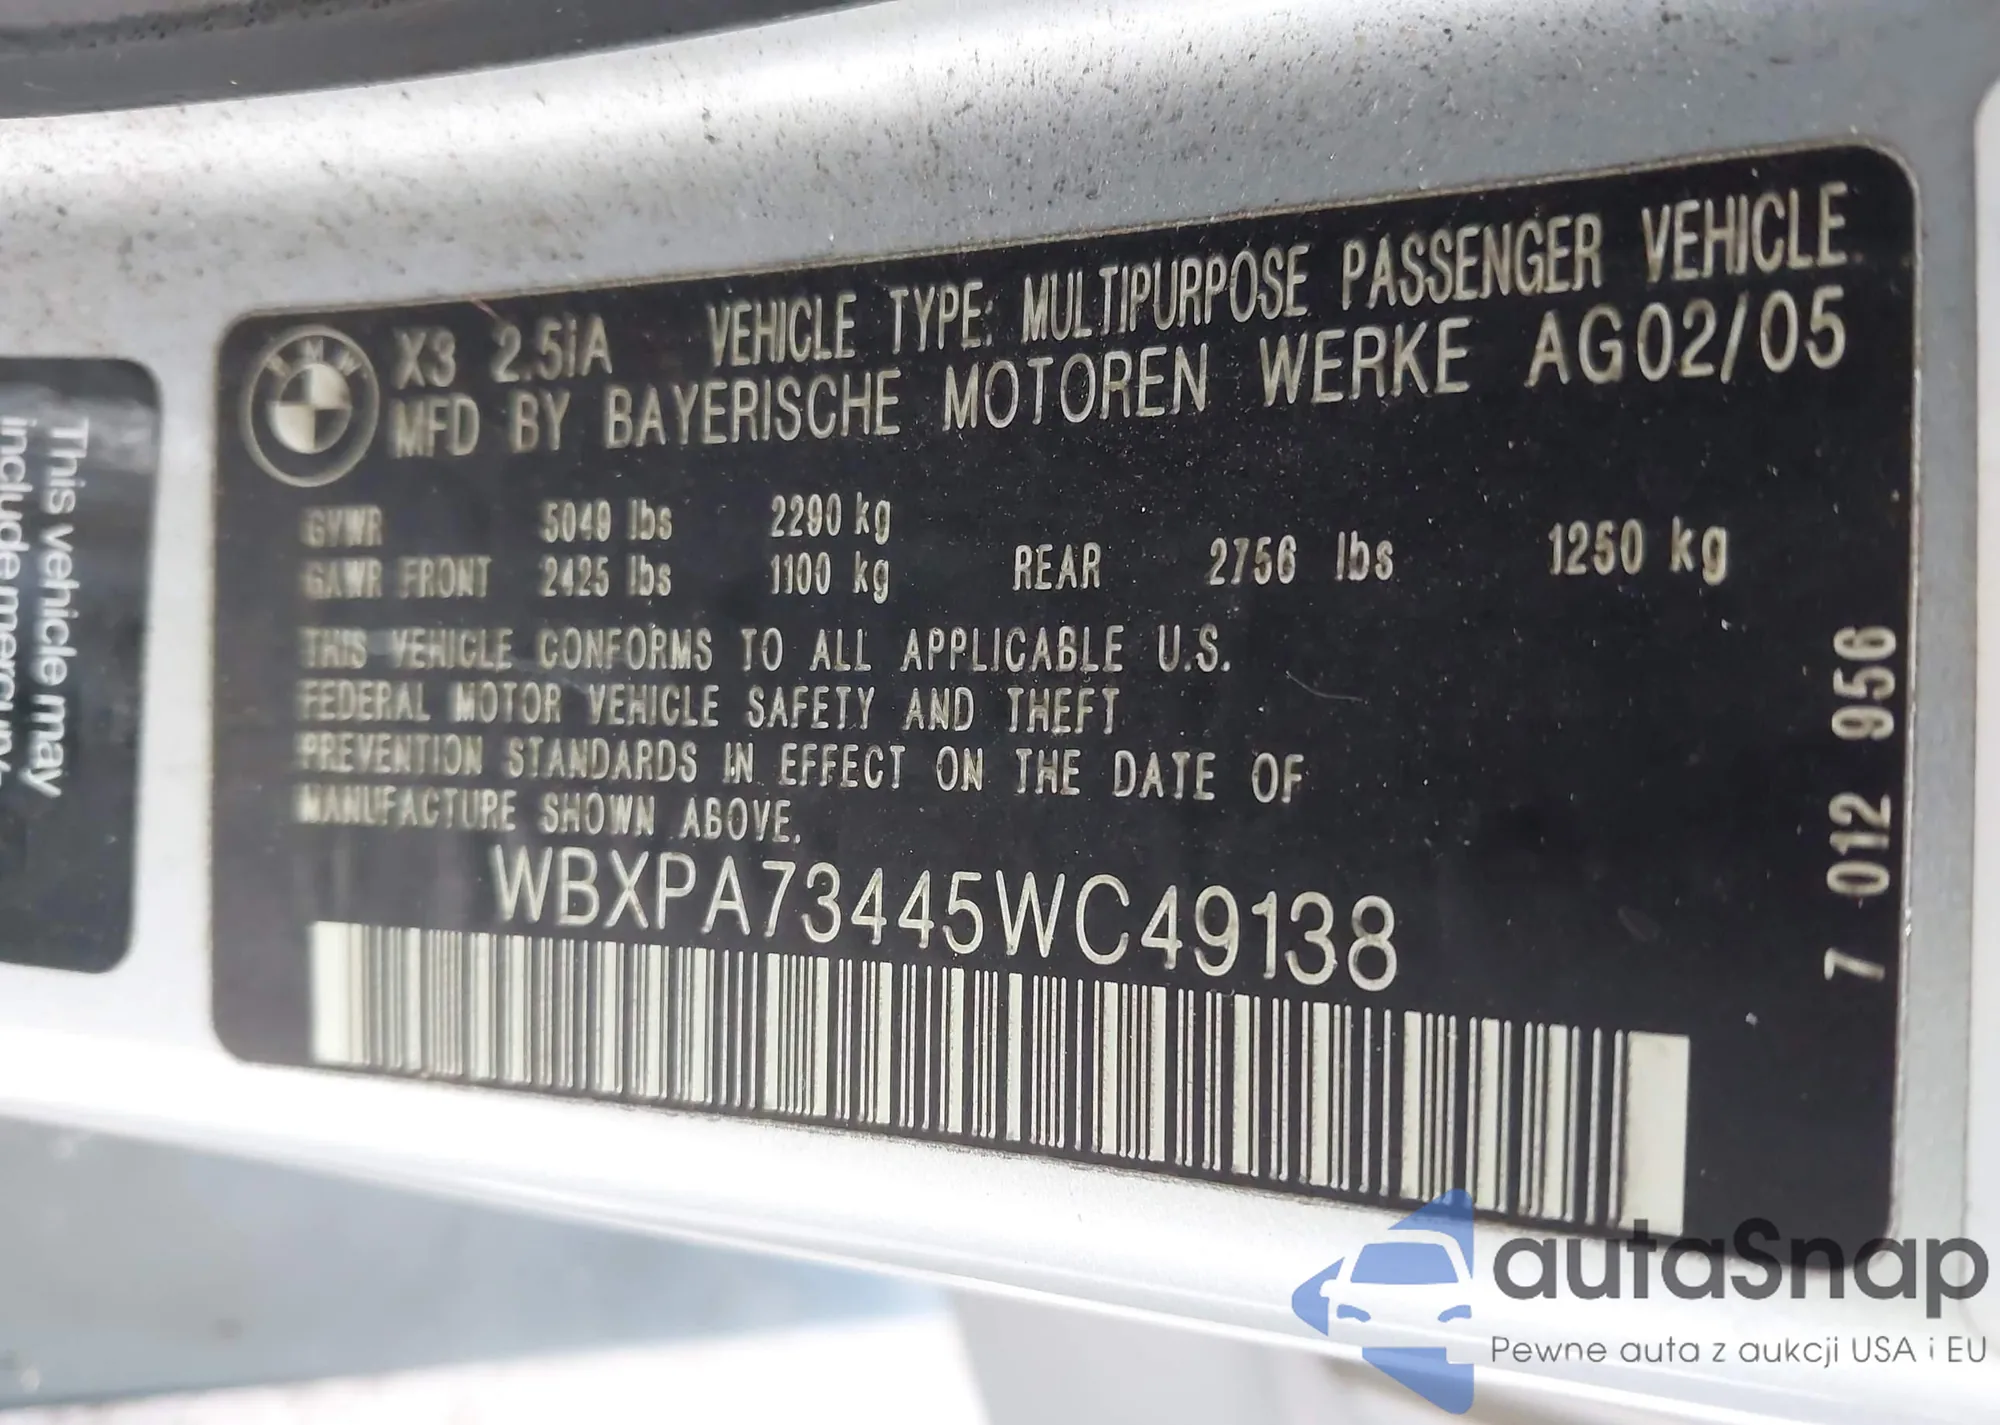 BMW
X3 2.5iA VEHICLE TYPE: MULTIPURPOSE PASSENGER VEHICLE
MFD BY BAYERISCHE MOTOREN WERKE AG02/05
GVWR 5049 lbs 2290 kg
GAWR FRONT 2425 lbs 1100 kg REAR 2756 lbs 1250 kg
THIS VEHICLE CONFORMS TO ALL APPLICABLE U.S.
FEDERAL MOTOR VEHICLE SAFETY AND THEFT
PREVENTION STANDARDS IN EFFECT ON THE DATE OF
MANUFACTURE SHOWN ABOVE.
WBXPA73445WC49138
7 012 956
This vehicle may
include mercury
autaSnap
Pewne auta z aukcji USA i EU